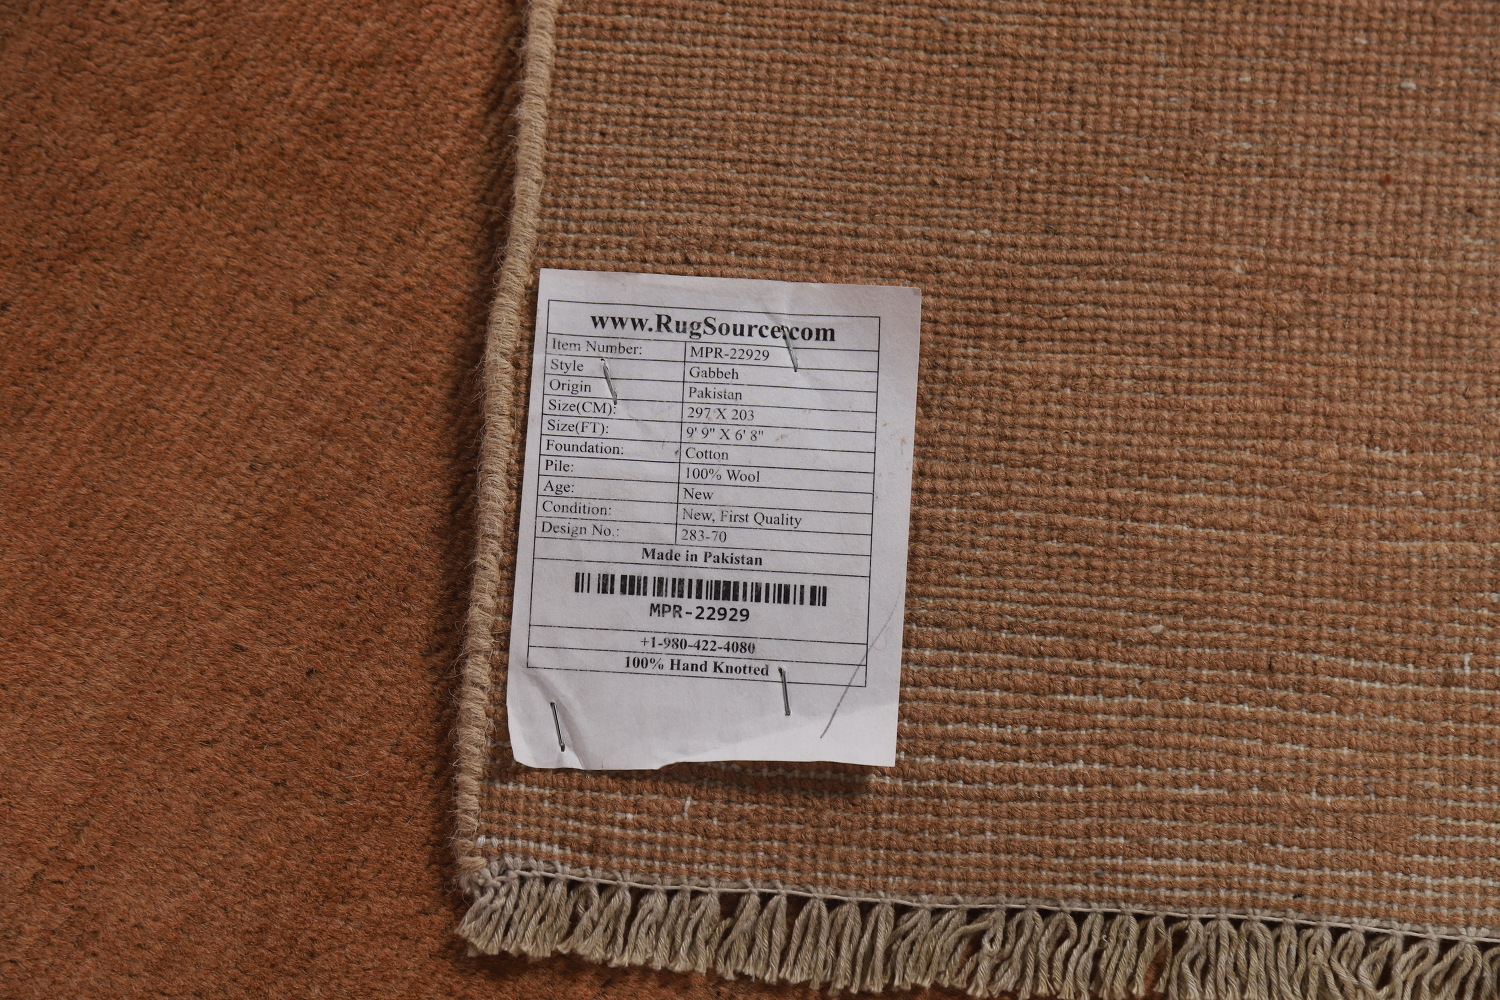 www.RugSource.com
Item Number: MPR-22929
Style Gabbeh
Origin Pakistan
Size(CM): 297 X 203
Size(FT): 9' 9" X 6' 8"
Foundation: Cotton
Pile: 100% Wool
Age: New
Condition: New, First Quality
Design No.: 283-70
Made in Pakistan
MPR-22929
+1-980-422-4080
100% Hand Knotted